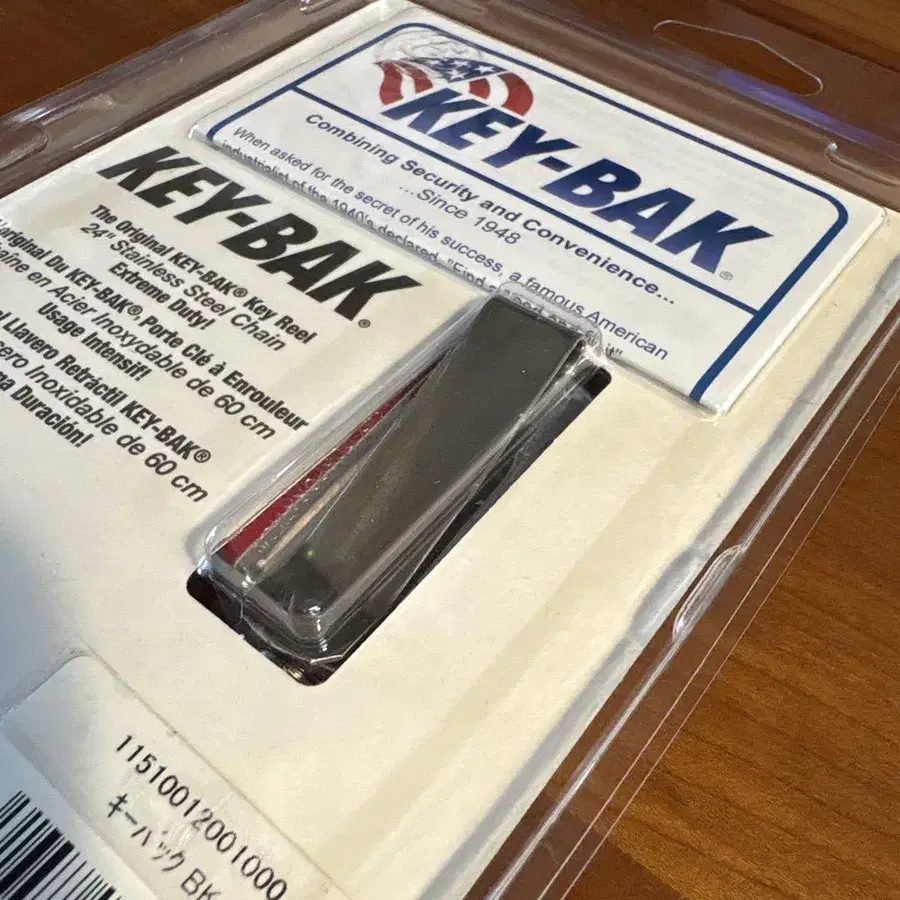 KEY-BAK®
Combining Security and Convenience...
...Since 1948
When asked for the secret of his success, a famous American
industrialist of the 1940's declared, "Find
KEY-BAK®
The Original KEY-BAK® Key Reel
24" Stainless Steel Chain
Extreme Duty!
Original Du KEY-BAK®, Porte Clé à Enrouleur
en Acier Inoxydable de 60 cm
Usage Intensif!
Llavero Retráctil KEY-BAK®
Inoxidable de 60 cm
Duración!
11510012001000
キーバック BK